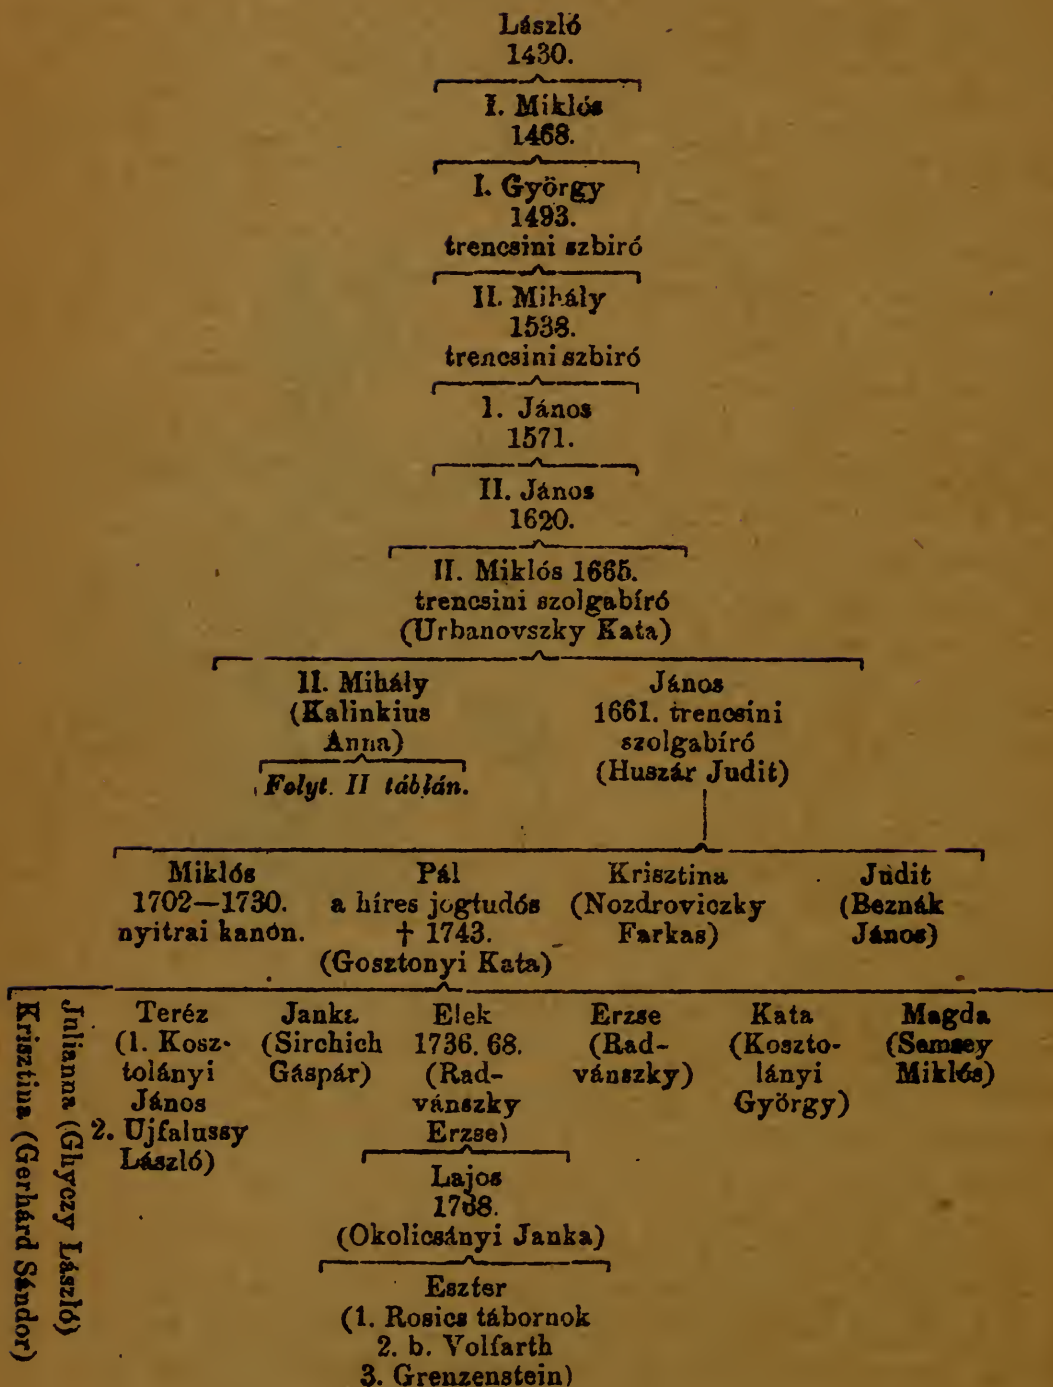 László
1430.
I. Miklós
1468.
I. György
1493.
trencsini szbiró
II. Mihály
1538.
trencsini szbiró
1. János
1571.
II. János
1620.
II. Miklós 1665.
trencsini szolgabíró
(Urbanovszky Kata)
II. Mihály
(Kalinkius
Anna)
Folyt. II táblán.
János
1661. trencsini
szolgabíró
(Huszár Judit)
Miklós
1702—1730.
nyitrai kanón.
Pál
a híres jogtudós
† 1743.
(Gosztonyi Kata)
Krisztina
(Nozdroviczky
Farkas)
Judit
(Beznák
János)
Krisztina (Gerhárd Sándor)
Julianna (Ghyczy László)
Teréz
(1. Kosz-
tolányi
János
2. Ujfalussy
László)
Janka
(Sirchich
Gáspár)
Elek
1736. 68.
(Rad-
vánszky
Erzse)
Erzse
(Rad-
vánszky)
Kata
(Koszto-
lányi
György)
Magda
(Semsey
Miklós)
Lajos
(Okolicsányi Janka)
Eszter
(1. Rosics tábornok
2. b. Volfarth
3. Grenzenstein)